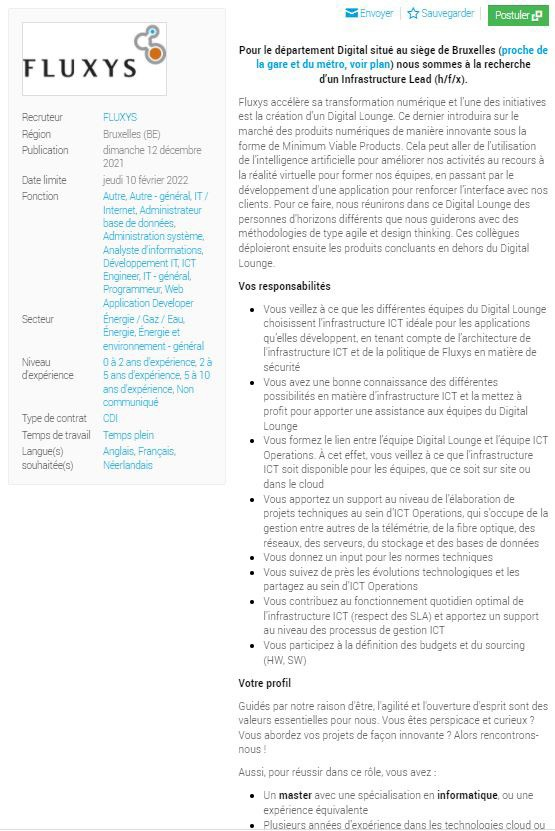 Envoyer
Sauvegarder
Postuler
FLUXYS
Recruteur FLUXYS
Région Bruxelles (BE)
Publication dimanche 12 décembre
2021
Date limite jeudi 10 février 2022
Fonction Autre, Autre - général, IT /
Internet, Administrateur
base de données,
Administration système,
Analyste d'informations,
Développement IT, ICT
Engineer, IT - général,
Programmeur, Web
Application Developer
Secteur Énergie / Gaz / Eau,
Énergie, Énergie et
environnement - général
Niveau d'expérience 0 à 2 ans d'expérience, 2 à
5 ans d'expérience, 5 à 10
ans d'expérience, Non
communiqué
Type de contrat CDI
Temps de travail Temps plein
Langue(s) souhaitée(s) Anglais, Français,
Néerlandais
Pour le département Digital situé au siège de Bruxelles (proche de
la gare et du métro, voir plan) nous sommes à la recherche
d'un Infrastructure Lead (h/f/x).
Fluxys accélère sa transformation numérique et l'une des initiatives
est la création d'un Digital Lounge. Ce dernier introduira sur le
marché des produits numériques de manière innovante sous la
forme de Minimum Viable Products. Cela peut aller de l'utilisation
de l'intelligence artificielle pour améliorer nos activités au recours à
la réalité virtuelle pour former nos équipes, en passant par le
développement d'une application pour renforcer l'interface avec nos
clients. Pour ce faire, nous réunirons dans ce Digital Lounge des
personnes d'horizons différents que nous guiderons avec des
méthodologies de type agile et design thinking. Ces collègues
déploieront ensuite les produits concluants en dehors du Digital
Lounge.
Vos responsabilités
• Vous veillez à ce que les différentes équipes du Digital Lounge
choisissent l'infrastructure ICT idéale pour les applications
qu'elles développent, en tenant compte de l'architecture de
l'infrastructure ICT et de la politique de Fluxys en matière de
sécurité
• Vous avez une bonne connaissance des différentes
possibilités en matière d'infrastructure ICT et la mettez à
profit pour apporter une assistance aux équipes du Digital
Lounge
• Vous formez le lien entre l'équipe Digital Lounge et l'équipe ICT
Operations. À cet effet, vous veillez à ce que l'infrastructure
ICT soit disponible pour les équipes, que ce soit sur site ou
dans le cloud
• Vous apportez un support au niveau de l'élaboration de
projets techniques au sein d'ICT Operations, qui s'occupe de la
gestion entre autres de la télémétrie, de la fibre optique, des
réseaux, des serveurs, du stockage et des bases de données
• Vous donnez un input pour les normes techniques
• Vous suivez de près les évolutions technologiques et les
partagez au sein d'ICT Operations
• Vous contribuez au fonctionnement quotidien optimal de
l'infrastructure ICT (respect des SLA) et apportez un support
au niveau des processus de gestion ICT
• Vous participez à la définition des budgets et du sourcing
(HW, SW)
Votre profil
Guidés par notre raison d'être, l'agilité et l'ouverture d'esprit sont des
valeurs essentielles pour nous. Vous êtes perspicace et curieux ?
Vous abordez vos projets de façon innovante ? Alors rencontrons-
nous !
Aussi, pour réussir dans ce rôle, vous avez :
• Un master avec une spécialisation en informatique, ou une
expérience équivalente
• Plusieurs années d'expérience dans les technologies cloud ou